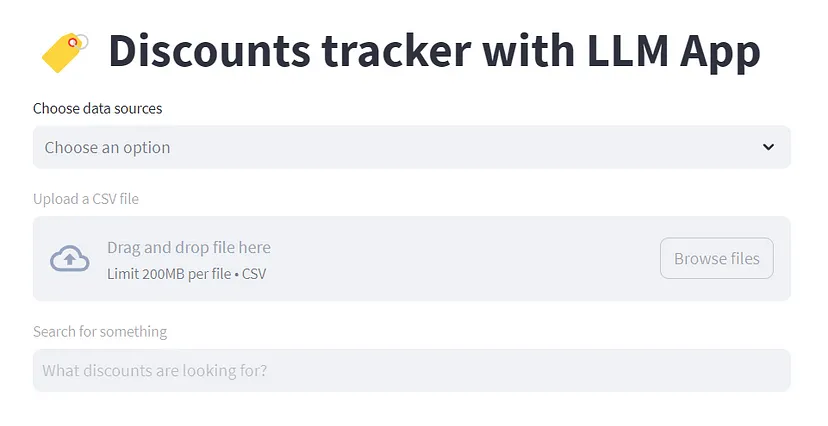 Discounts tracker with LLM App
Choose data sources
Choose an option
Upload a CSV file
Drag and drop file here
Limit 200MB per file • CSV
Browse files
Search for something
What discounts are looking for?